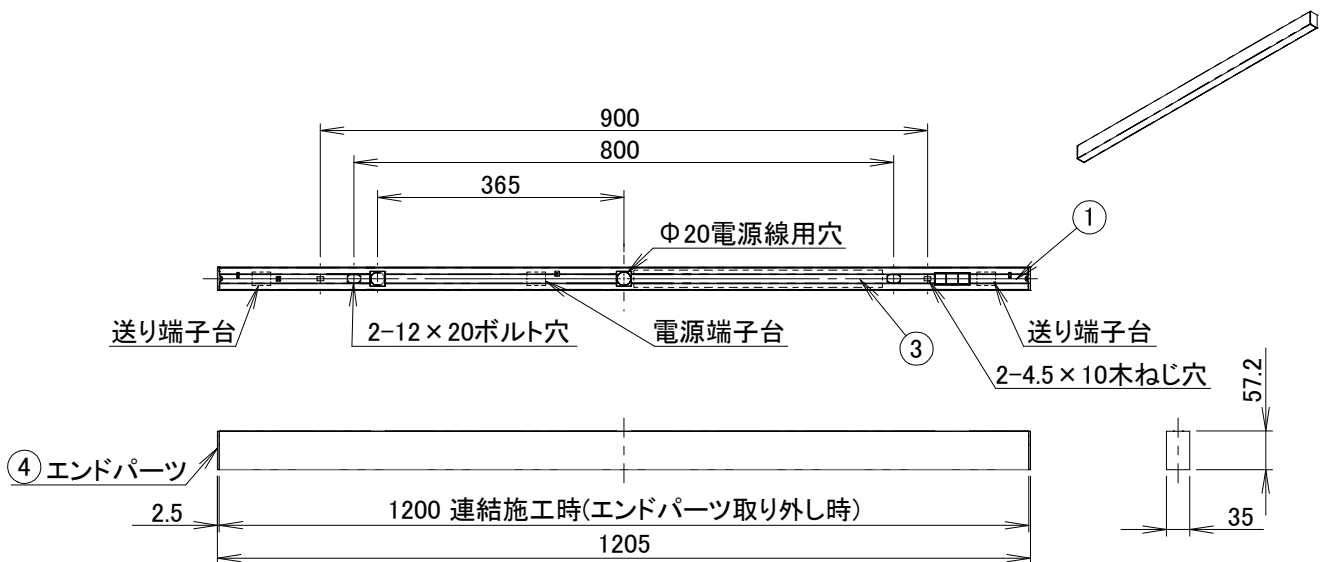 900
800
365
①
Φ20電源線用穴
送り端子台
2-12×20ボルト穴
電源端子台
③
送り端子台
2-4.5×10木ねじ穴
57.2
④ エンドパーツ
2.5
1200 連結施工時(エンドパーツ取り外し時)
35
1205